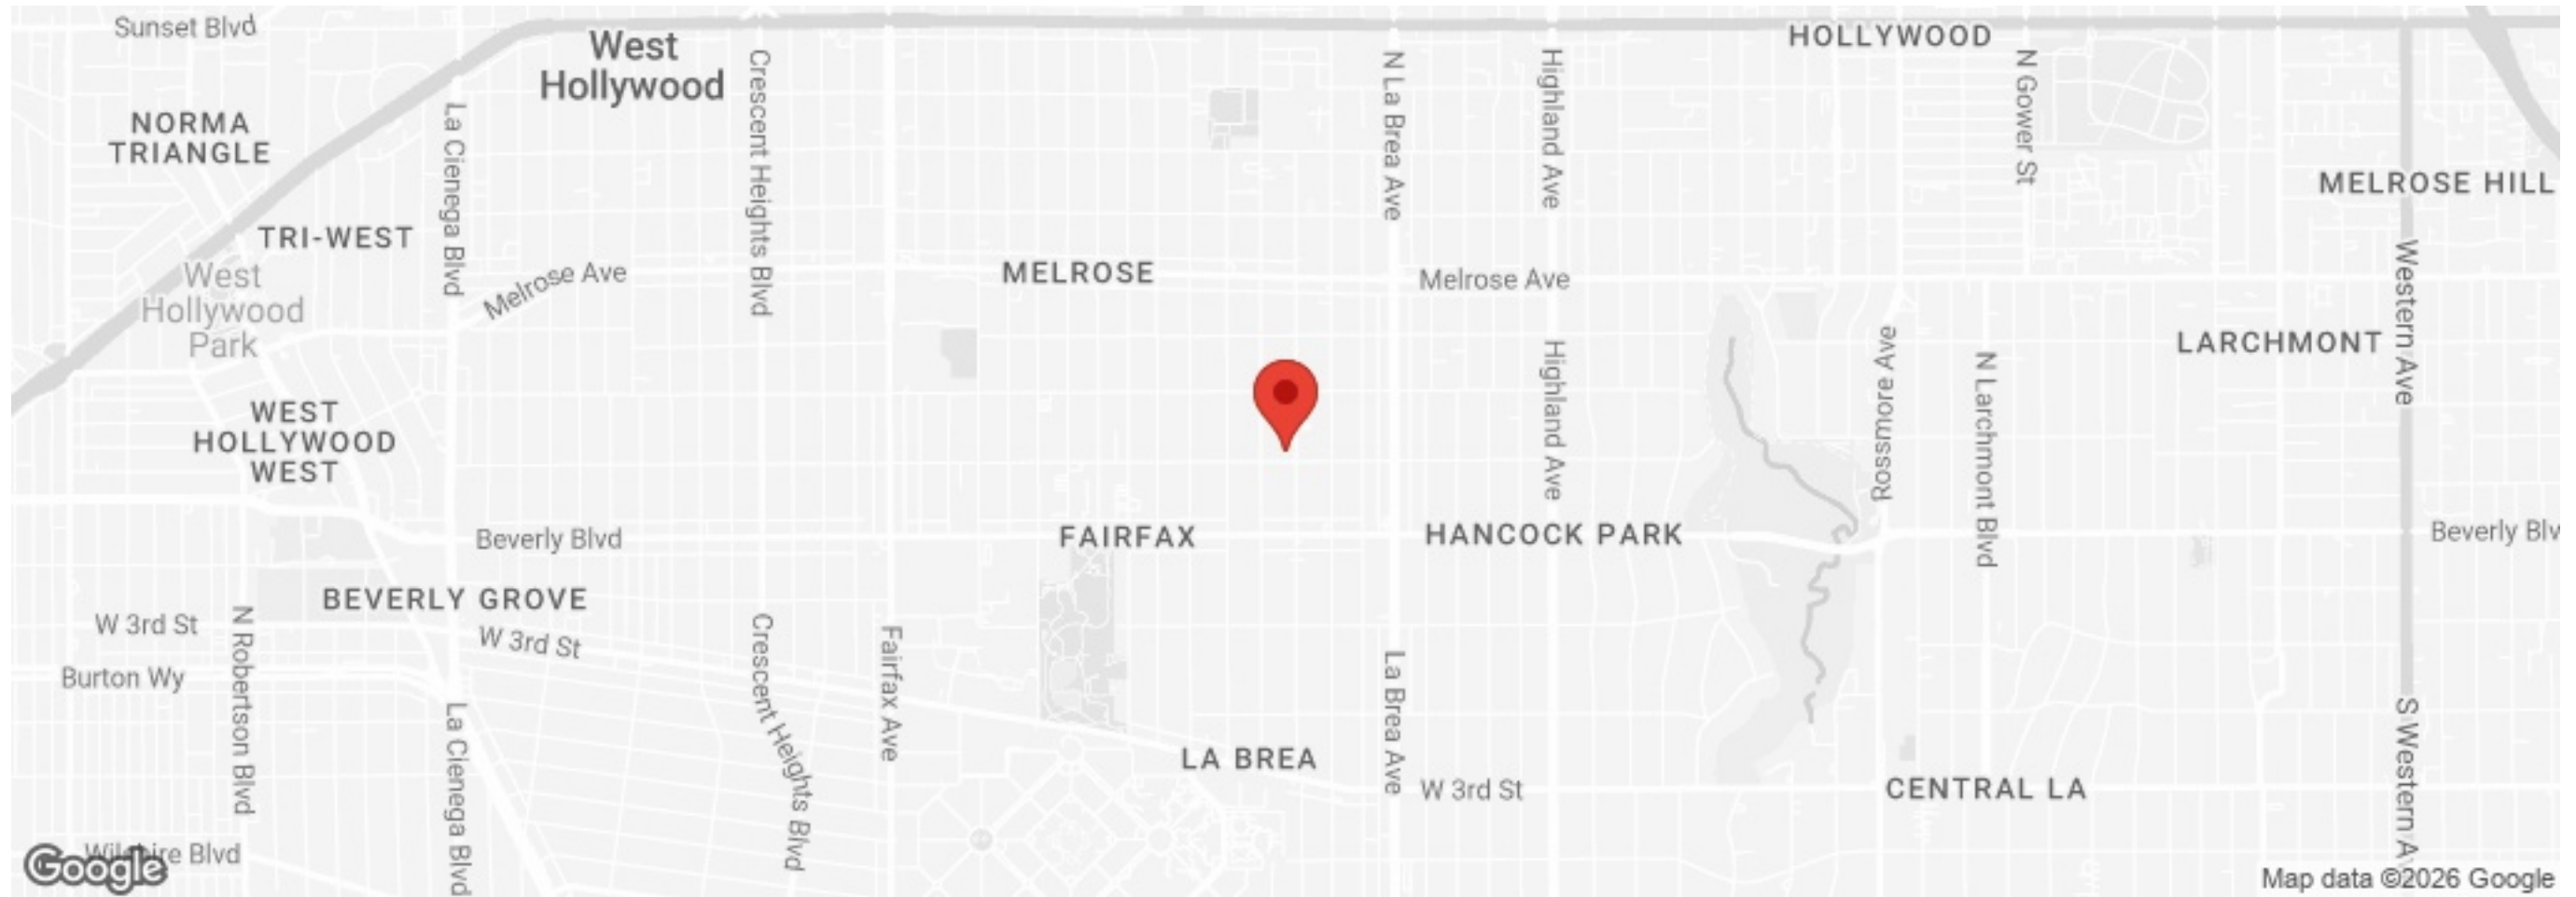 Sunset Blvd
West
Hollywood
HOLLYWOOD
NORMA
TRIANGLE
La Cienega Blvd
Crescent Heights Blvd
N La Brea Ave
Highland Ave
N Gower St
MELROSE HILL
TRI-WEST
West
Hollywood
Park
Melrose Ave
MELROSE
Melrose Ave
Western Ave
LARCHMONT
WEST
HOLLYWOOD
WEST
Highland Ave
Rossmore Ave
N Larchmont Blvd
Beverly Blvd
FAIRFAX
HANCOCK PARK
Beverly Blv
BEVERLY GROVE
W 3rd St
N Robertson Blvd
W 3rd St
Crescent Heights Blvd
Fairfax Ave
La Brea Ave
Burton Wy
La Cienega Blvd
LA BREA
W 3rd St
CENTRAL LA
S Western A
Wilshire Blvd
Google
Map data ©2026 Google